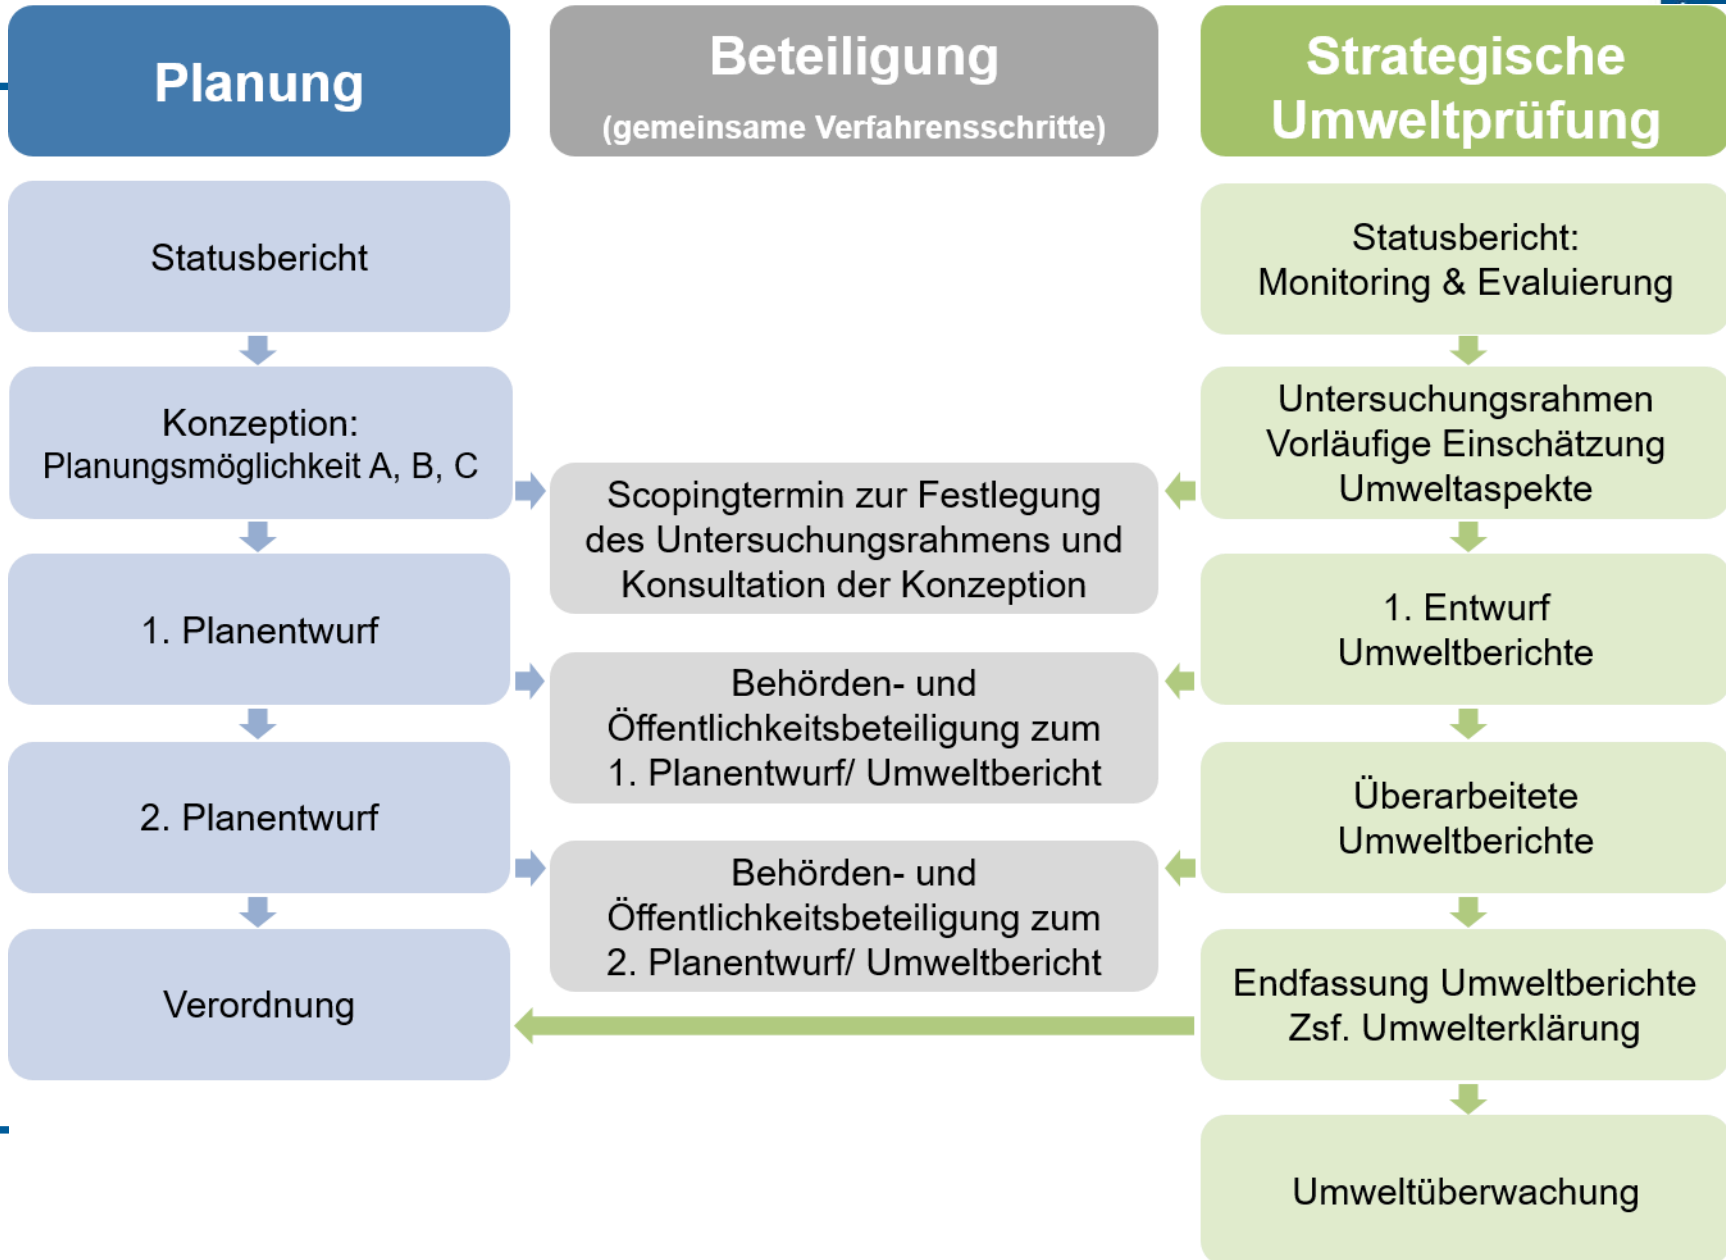 Planung
Beteiligung
(gemeinsame Verfahrensschritte)
Strategische
Umweltprüfung
Statusbericht
Konzeption:
Planungsmöglichkeit A, B, C
1. Planentwurf
2. Planentwurf
Verordnung
Scopingtermin zur Festlegung
des Untersuchungsrahmens und
Konsultation der Konzeption
Behörden- und
Öffentlichkeitsbeteiligung zum
1. Planentwurf/ Umweltbericht
Behörden- und
Öffentlichkeitsbeteiligung zum
2. Planentwurf/ Umweltbericht
Statusbericht:
Monitoring & Evaluierung
Untersuchungsrahmen
Vorläufige Einschätzung
Umweltaspekte
1. Entwurf
Umweltberichte
Überarbeitete
Umweltberichte
Endfassung Umweltberichte
Zsf. Umwelterklärung
Umweltüberwachung